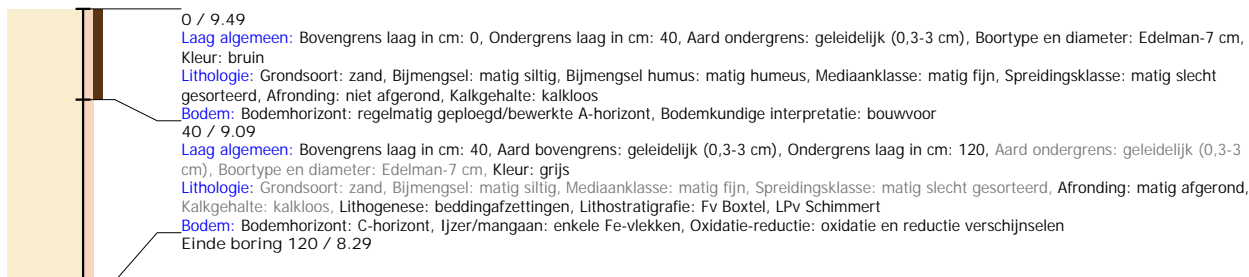 0 / 9.49
Laag algemeen: Bovengrens laag in cm: 0, Ondergrens laag in cm: 40, Aard ondergrens: geleidelijk (0,3-3 cm), Boortype en diameter: Edelman-7 cm,
Kleur: bruin
Lithologie: Grondsoort: zand, Bijmengsel: matig siltig, Bijmengsel humus: matig humeus, Mediaanklasse: matig fijn, Spreidingsklasse: matig slecht
gesorteerd, Afronding: niet afgerond, Kalkgehalte: kalkloos
Bodem: Bodemhorizont: regelmatig geploegd/bewerkte A-horizont, Bodemkundige interpretatie: bouwvoor
40 / 9.09
Laag algemeen: Bovengrens laag in cm: 40, Aard bovengrens: geleidelijk (0,3-3 cm), Ondergrens laag in cm: 120, Aard ondergrens: geleidelijk (0,3-3
cm), Boortype en diameter: Edelman-7 cm, Kleur: grijs
Lithologie: Grondsoort: zand, Bijmengsel: matig siltig, Mediaanklasse: matig fijn, Spreidingsklasse: matig slecht gesorteerd, Afronding: matig afgerond,
Kalkgehalte: kalkloos, Lithogenese: beddingafzettingen, Lithostratigrafie: Fv Boxtel, LPv Schimmert
Bodem: Bodemhorizont: C-horizont, Ijzer/mangaan: enkele Fe-vlekken, Oxidatie-reductie: oxidatie en reductie verschijnselen
Einde boring 120 / 8.29